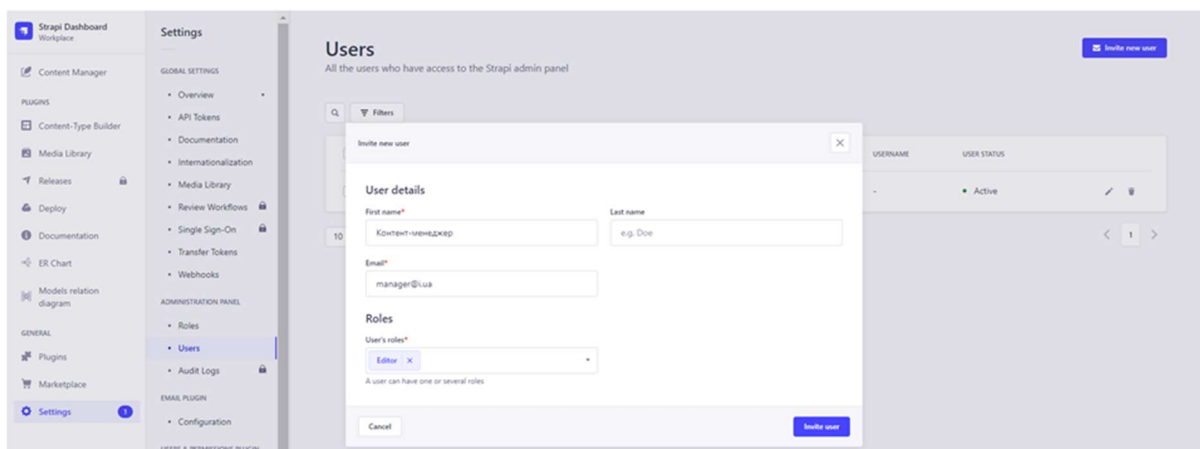 Strapi Dashboard
Workplace
Content Manager
PLUGINS
Content-Type Builder
Media Library
Releases
Deploy
Documentation
ER Chart
Models relation
diagram
GENERAL
Plugins
Marketplace
Settings 1
Settings
GLOBAL SETTINGS
Overview
API Tokens
Documentation
Internationalization
Media Library
Review Workflows
Single Sign-On
Transfer Tokens
Webhooks
ADMINISTRATION PANEL
Roles
Users
Audit Logs
EMAIL PLUGIN
Configuration
USERS & PERMISSIONS PLUGIN
Users
All the users who have access to the Strapi admin panel
Invite new user
Filters
USERNAME USER STATUS
- Active
10
1
Invite new user
User details
First name* Last name
Контент-менеджер e.g. Doe
Email*
manager@i.ua
Roles
User's roles*
Editor
A user can have one or several roles
Cancel Invite user